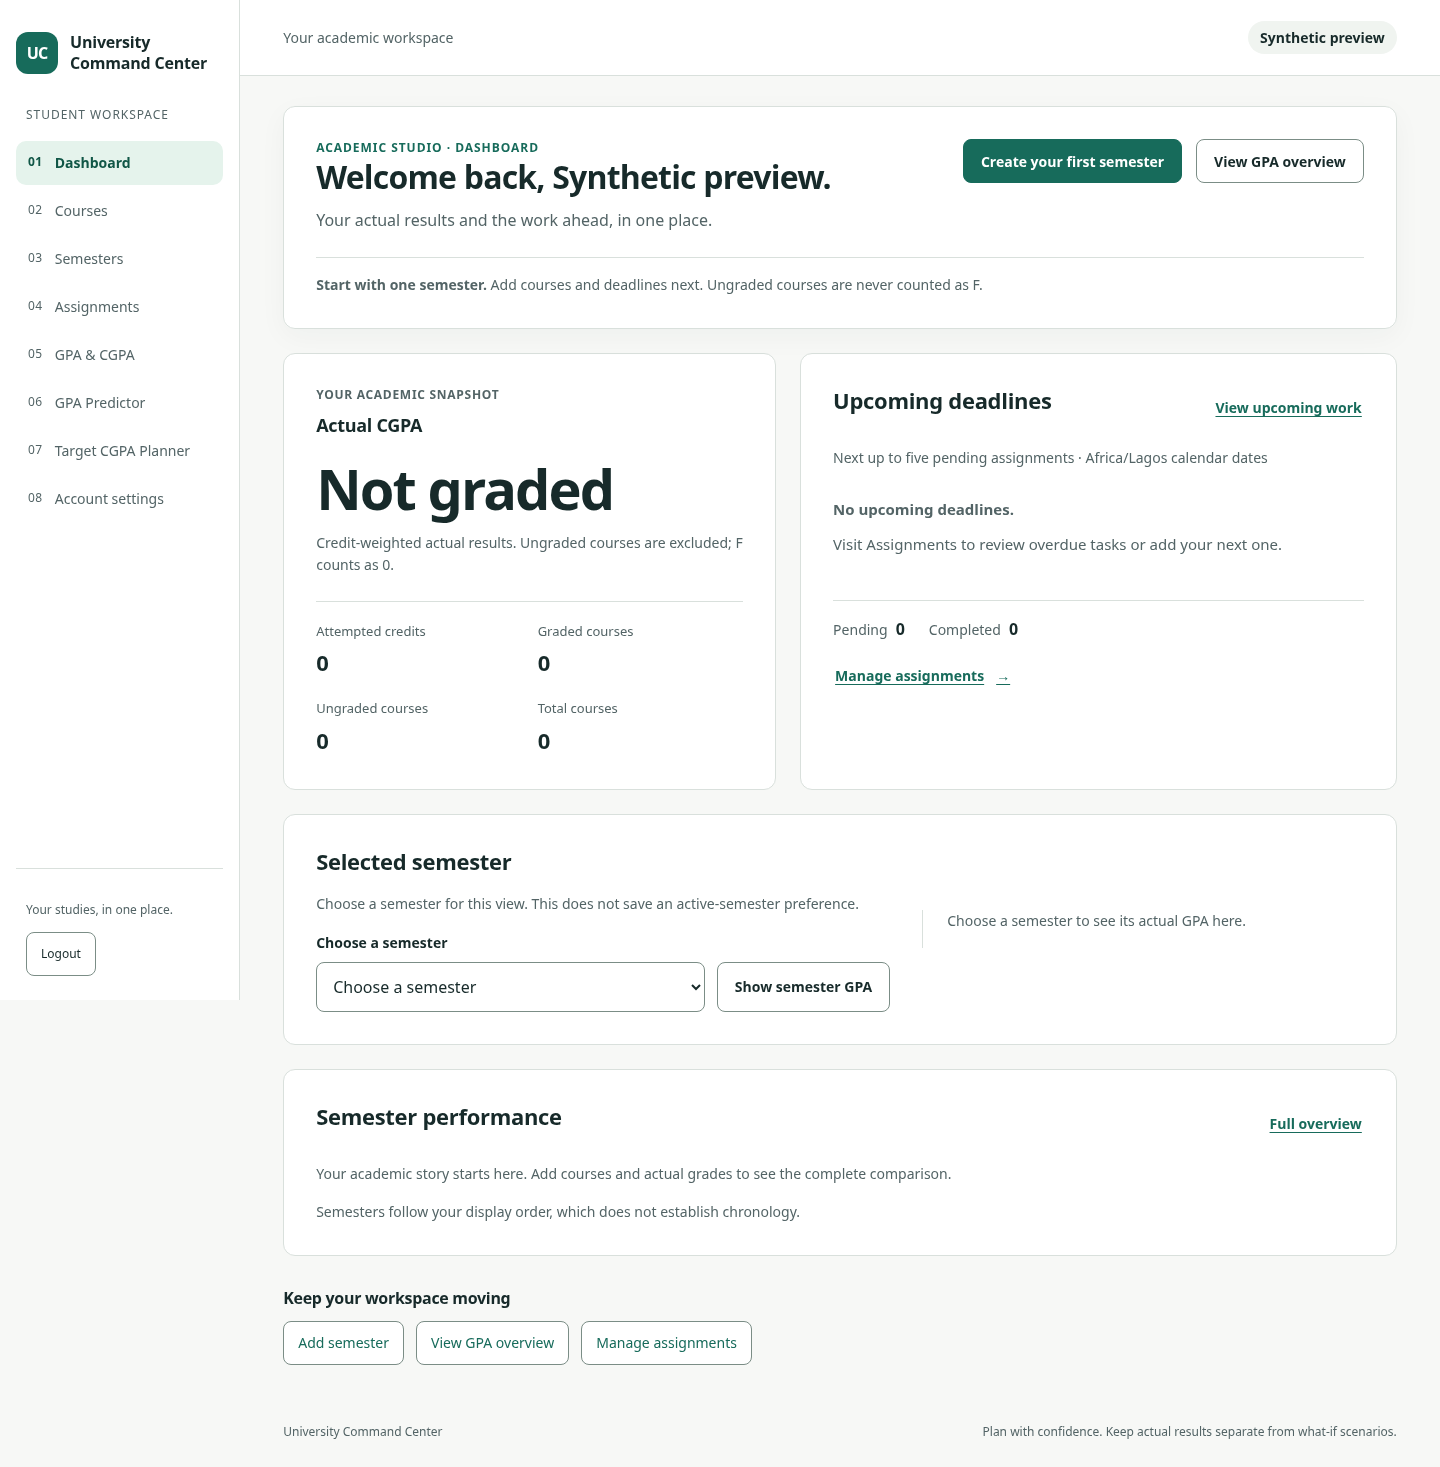 UC
University
Command Center
STUDENT WORKSPACE
01 Dashboard
02 Courses
03 Semesters
04 Assignments
05 GPA & CGPA
06 GPA Predictor
07 Target CGPA Planner
08 Account settings
Your studies, in one place.
Logout
Your academic workspace
Synthetic preview
ACADEMIC STUDIO · DASHBOARD
Welcome back, Synthetic preview.
Your actual results and the work ahead, in one place.
Create your first semester
View GPA overview
Start with one semester. Add courses and deadlines next. Ungraded courses are never counted as F.
YOUR ACADEMIC SNAPSHOT
Actual CGPA
Not graded
Credit-weighted actual results. Ungraded courses are excluded; F
counts as 0.
Attempted credits
0
Graded courses
0
Ungraded courses
0
Total courses
0
Upcoming deadlines
View upcoming work
Next up to five pending assignments · Africa/Lagos calendar dates
No upcoming deadlines.
Visit Assignments to review overdue tasks or add your next one.
Pending 0 Completed 0
Manage assignments →
Selected semester
Choose a semester for this view. This does not save an active-semester preference.
Choose a semester
Choose a semester
Show semester GPA
Choose a semester to see its actual GPA here.
Semester performance
Full overview
Your academic story starts here. Add courses and actual grades to see the complete comparison.
Semesters follow your display order, which does not establish chronology.
Keep your workspace moving
Add semester
View GPA overview
Manage assignments
University Command Center
Plan with confidence. Keep actual results separate from what-if scenarios.